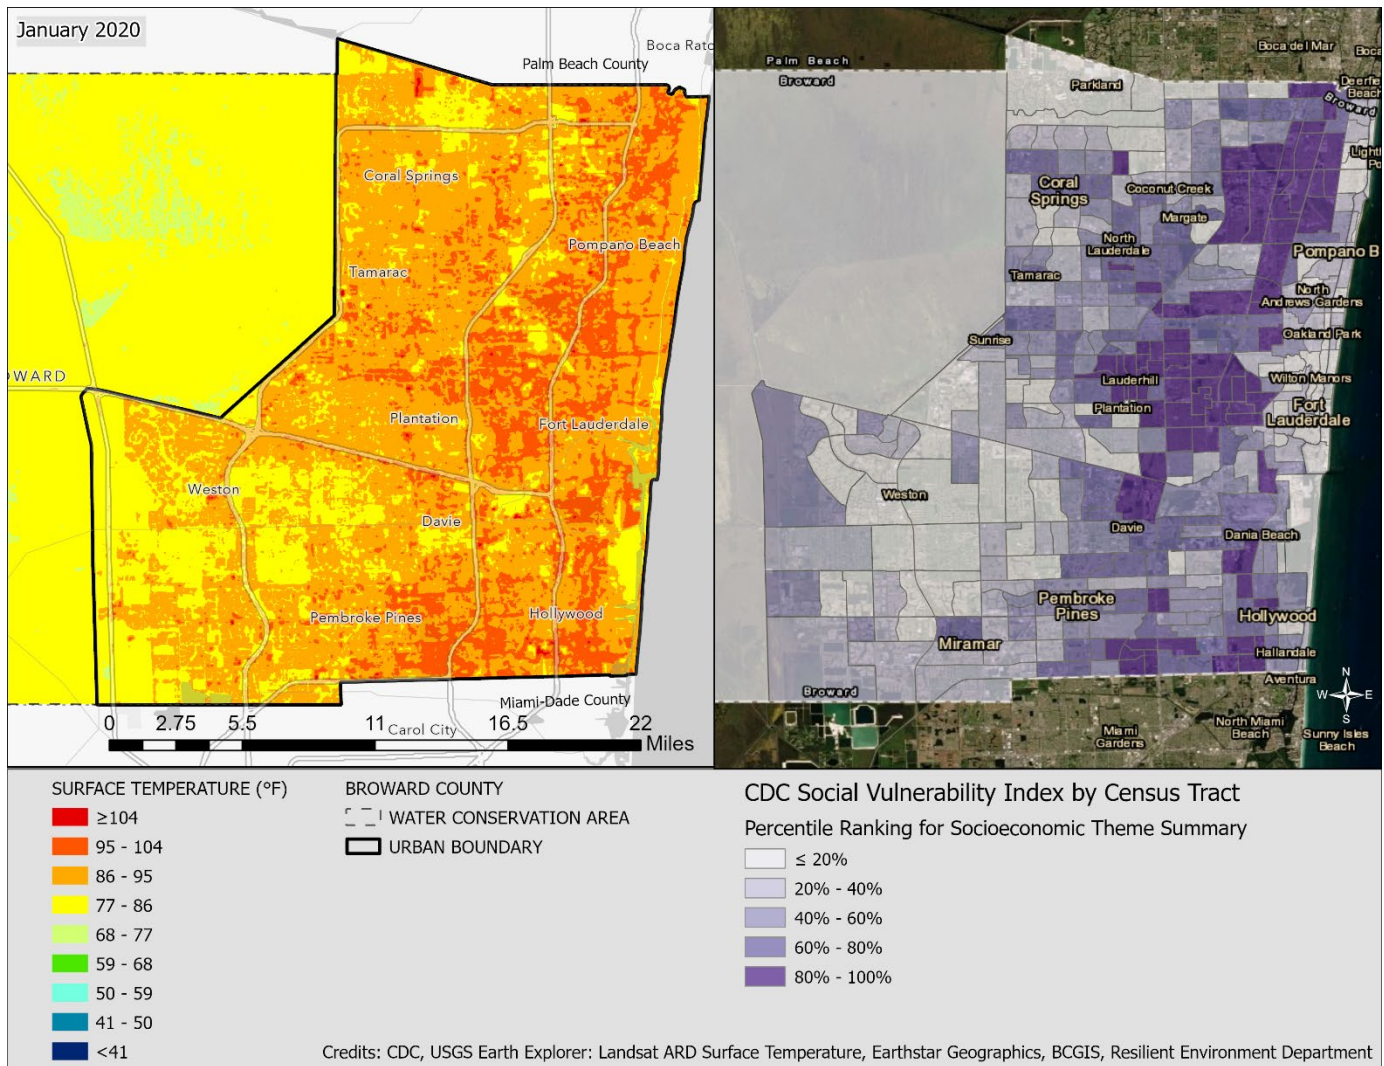 January 2020
Boca Rato
Palm Beach County
Coral Springs
Pompano Beach
Tamarac
OWARD
Plantation
Fort Lauderdale
Weston
Davie
Pembroke Pines
Hollywood
Miami-Dade County
Carol City
0 2.75 5.5 11 16.5 22
Miles
Boca del Mar
Boca
Palm Beach
Broward
Parkland
Deerfie
Beach
Broward
Lightl
Po
Coral
Springs
Coconut Creek
Margate
North
Lauderdale
Pompano B
Tamarac
North
Andrews Gardens
Sunrise
Oakland Park
Lauderhill
Wilton Manors
Plantation
Fort
Lauderdale
Weston
Davie
Dania Beach
Pembroke
Pines
Hollywood
Miramar
Hallandale
Aventura
Broward
N
W E
S
Miami
Gardens
North Miami
Beach
Sunny Isles
Beach
SURFACE TEMPERATURE (°F)
≥104
95 - 104
86 - 95
77 - 86
68 - 77
59 - 68
50 - 59
41 - 50
<41
BROWARD COUNTY
WATER CONSERVATION AREA
URBAN BOUNDARY
CDC Social Vulnerability Index by Census Tract
Percentile Ranking for Socioeconomic Theme Summary
≤ 20%
20% - 40%
40% - 60%
60% - 80%
80% - 100%
Credits: CDC, USGS Earth Explorer: Landsat ARD Surface Temperature, Earthstar Geographics, BCGIS, Resilient Environment Department